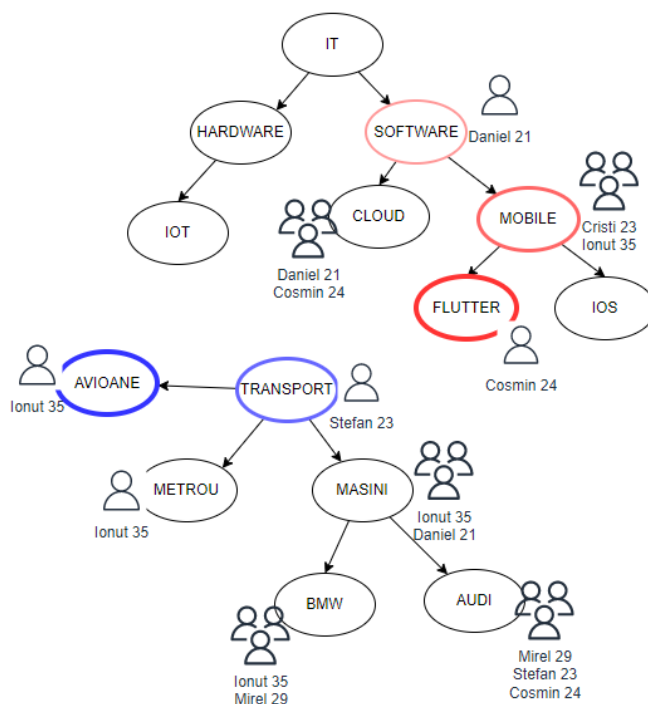 IT
HARDWARE
SOFTWARE
Daniel 21
IOT
CLOUD
MOBILE
Cristi 23
Ionut 35
Daniel 21
Cosmin 24
FLUTTER
IOS
Cosmin 24
AVIOANE
Ionut 35
TRANSPORT
Stefan 23
METROU
Ionut 35
MASINI
Ionut 35
Daniel 21
BMW
Ionut 35
Mirel 29
AUDI
Mirel 29
Stefan 23
Cosmin 24